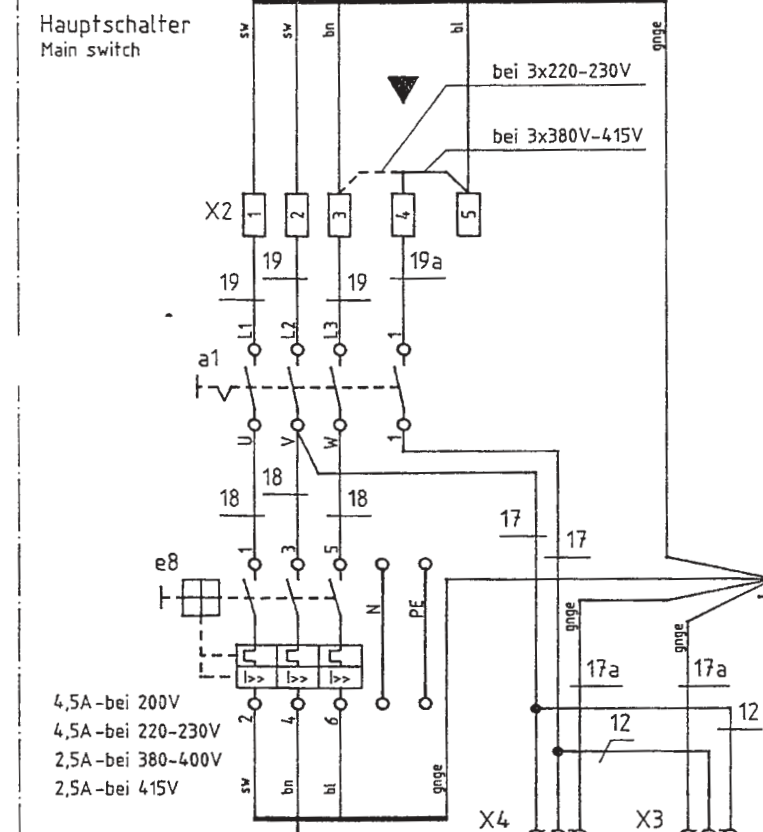 Hauptschalter
Main switch
sw
sw
bn
bl
gnge
bei 3x220-230V
bei 3x380V-415V
X2
1
2
3
4
5
19
19
19
19a
L1
L2
L3
1
a1
U
V
W
1
18
18
18
17
17
1
3
5
e8
N
PE
gnge
gnge
I>>
I>>
I>>
17a
17a
12
12
2
4
6
4,5A-bei 200V
4,5A-bei 220-230V
2,5A-bei 380-400V
2,5A-bei 415V
sw
bn
bl
gnge
X4
X3